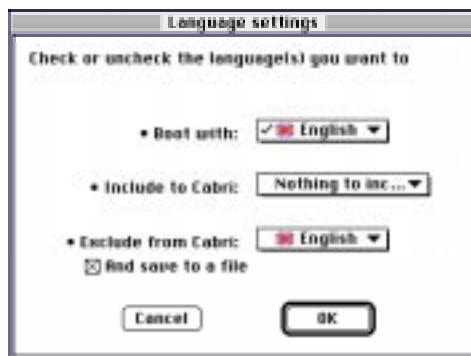 Language settings
Check or uncheck the language(s) you want to
• Boot with: ✓ English
• Include to Cabri: Nothing to inc...
• Exclude from Cabri: English
And save to a file
Cancel OK